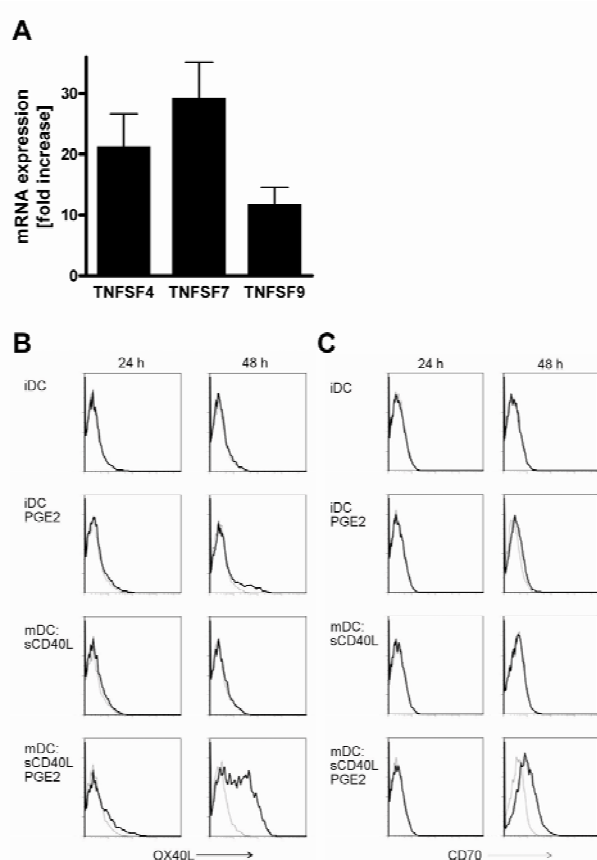 A
mRNA expression
[fold increase]
30
20
10
0
TNFSF4 TNFSF7 TNFSF9
B
24 h 48 h
iDC
iDC
PGE2
mDC:
sCD40L
mDC:
sCD40L
PGE2
OX40L
C
24 h 48 h
iDC
iDC
PGE2
mDC:
sCD40L
mDC:
sCD40L
PGE2
CD70